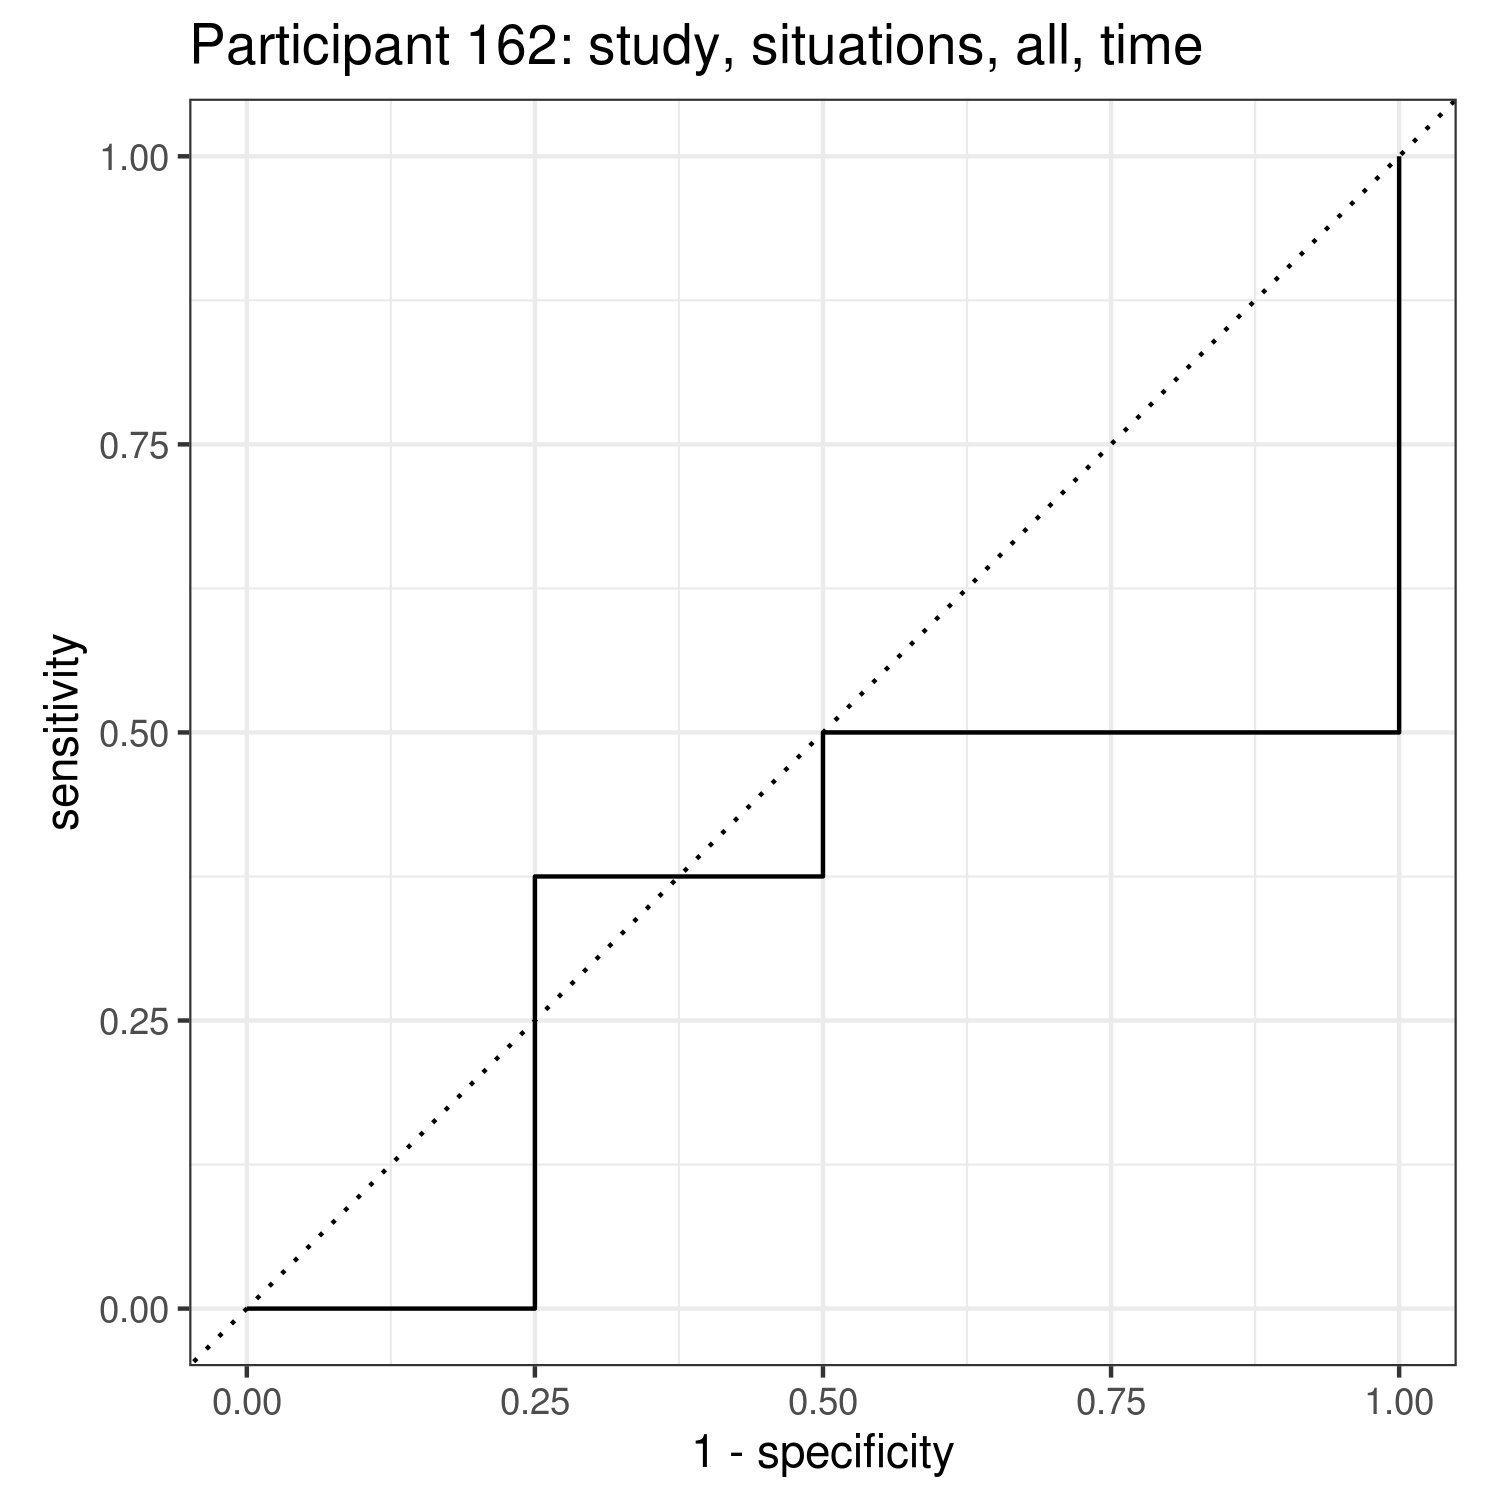 Participant 162: study, situations, all, time
1.00
0.75
0.50
0.25
0.00
sensitivity
0.00 0.25 0.50 0.75 1.00
1 - specificity